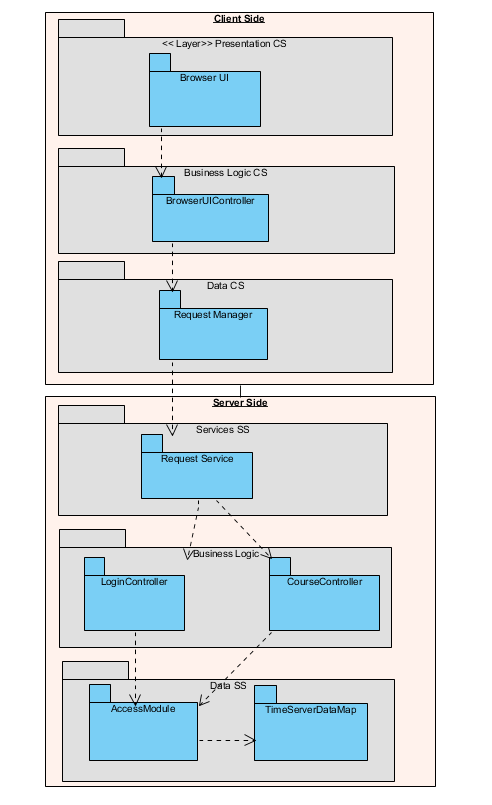 Client Side
<< Layer>> Presentation CS
Browser UI
Business Logic CS
BrowserUIController
Data CS
Request Manager
Server Side
Services SS
Request Service
Business Logic
LoginController
CourseController
Data SS
AccessModule
TimeServerDataMap